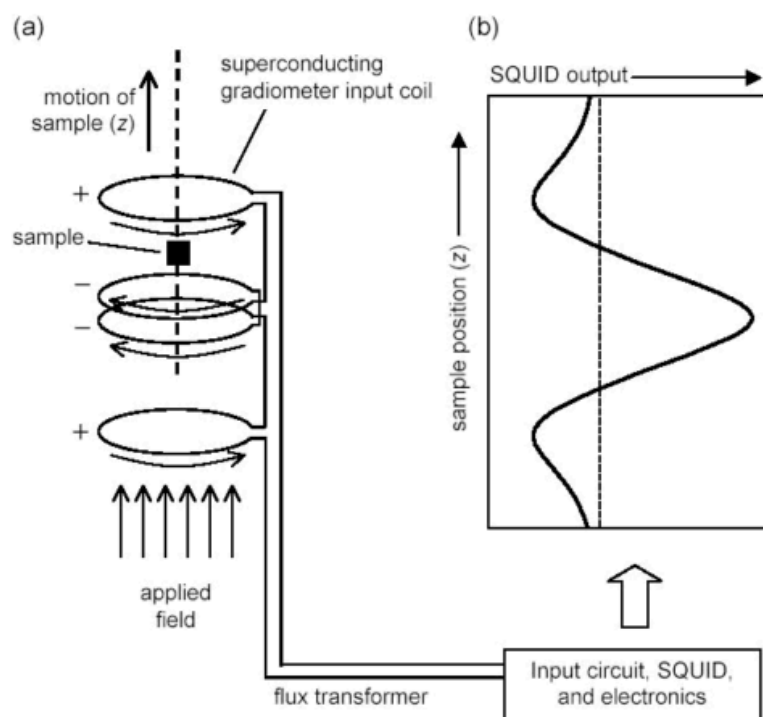 (a)
motion of
sample (z)
superconducting
gradiometer input coil
+
sample
−
−
+
applied
field
flux transformer
(b)
SQUID output
sample position (z)
Input circuit, SQUID,
and electronics